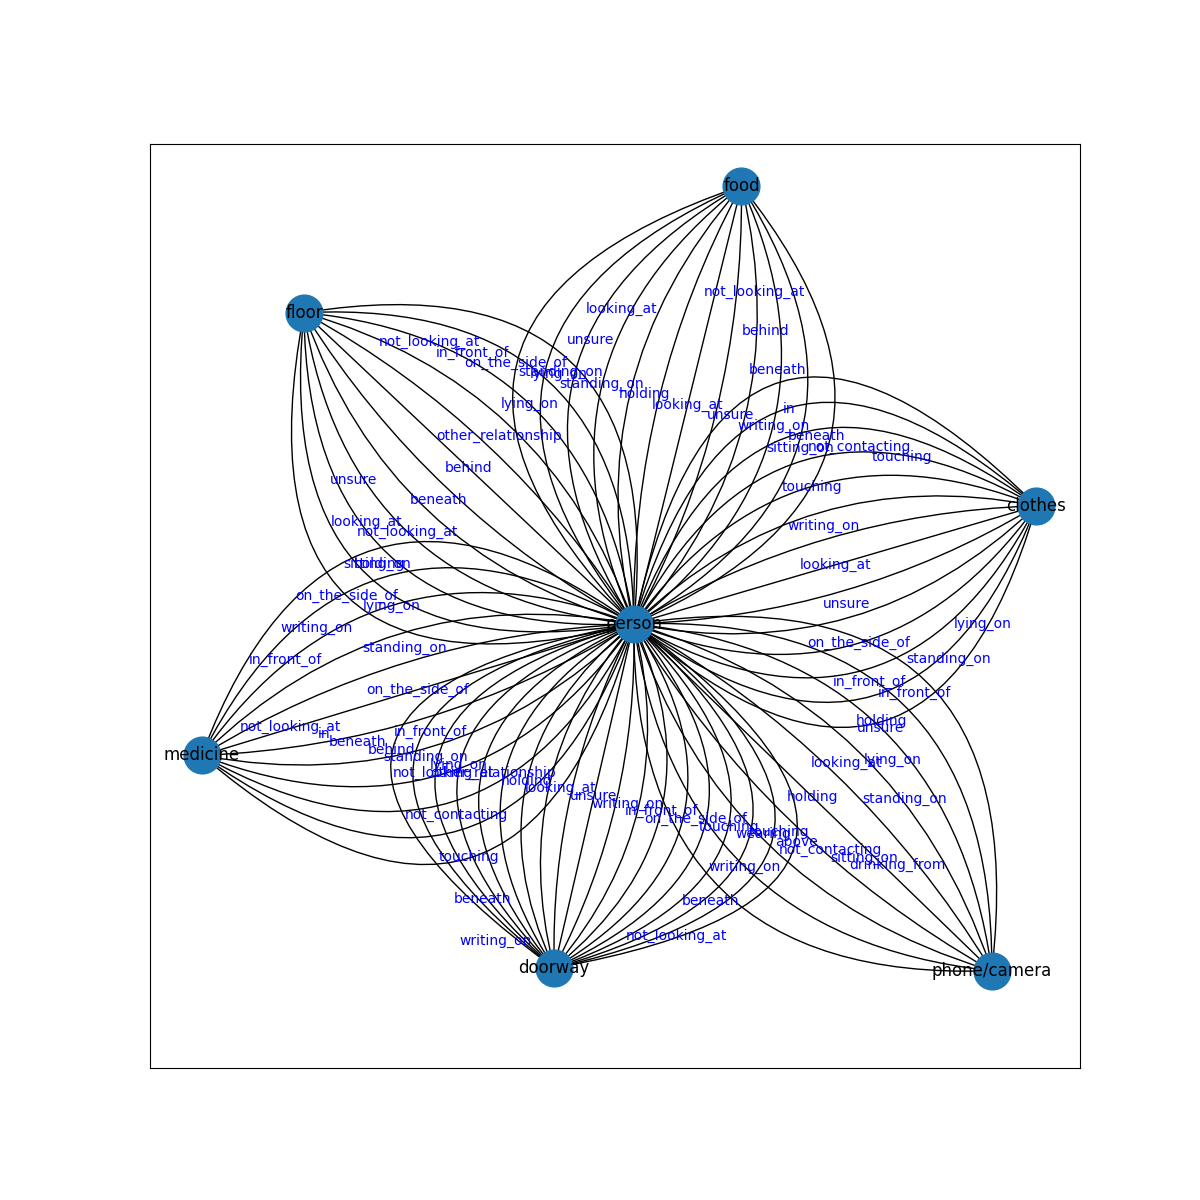 food
not_looking_at
looking_at
floor
behind
unsure
not_looking_at
in_front_of
on_the_side_of
beneath
standing_on
lying_on
standing_on
holding
lying_on
looking_at
in
unsure
writing_on
other_relationship
beneath
sitting_on
not_contacting
touching
behind
unsure
touching
beneath
clothes
looking_at
writing_on
not_looking_at
sitting_on
holding
looking_at
on_the_side_of
lying_on
unsure
writing_on
person
lying_on
on_the_side_of
standing_on
in_front_of
standing_on
in_front_of
on_the_side_of
in_front_of
not_looking_at
in
in_front_of
holding
unsure
beneath
behind
medicine
standing_on
lying_on
looking_at
lying_on
not_looking_at
other_relationship
holding
looking_at
unsure
holding
standing_on
writing_on
in_front_of
not_contacting
on_the_side_of
touching
wearing
touching
above
not_contacting
touching
sitting_on
drinking_from
writing_on
beneath
beneath
writing_on
not_looking_at
doorway
phone/camera